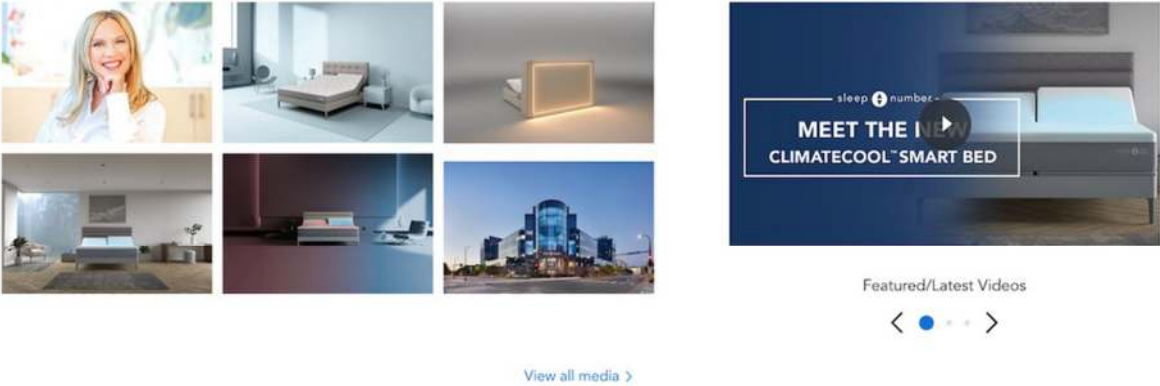 sleep number
MEET THE NEW
CLIMATECOOL™ SMART BED
Featured/Latest Videos
View all media >